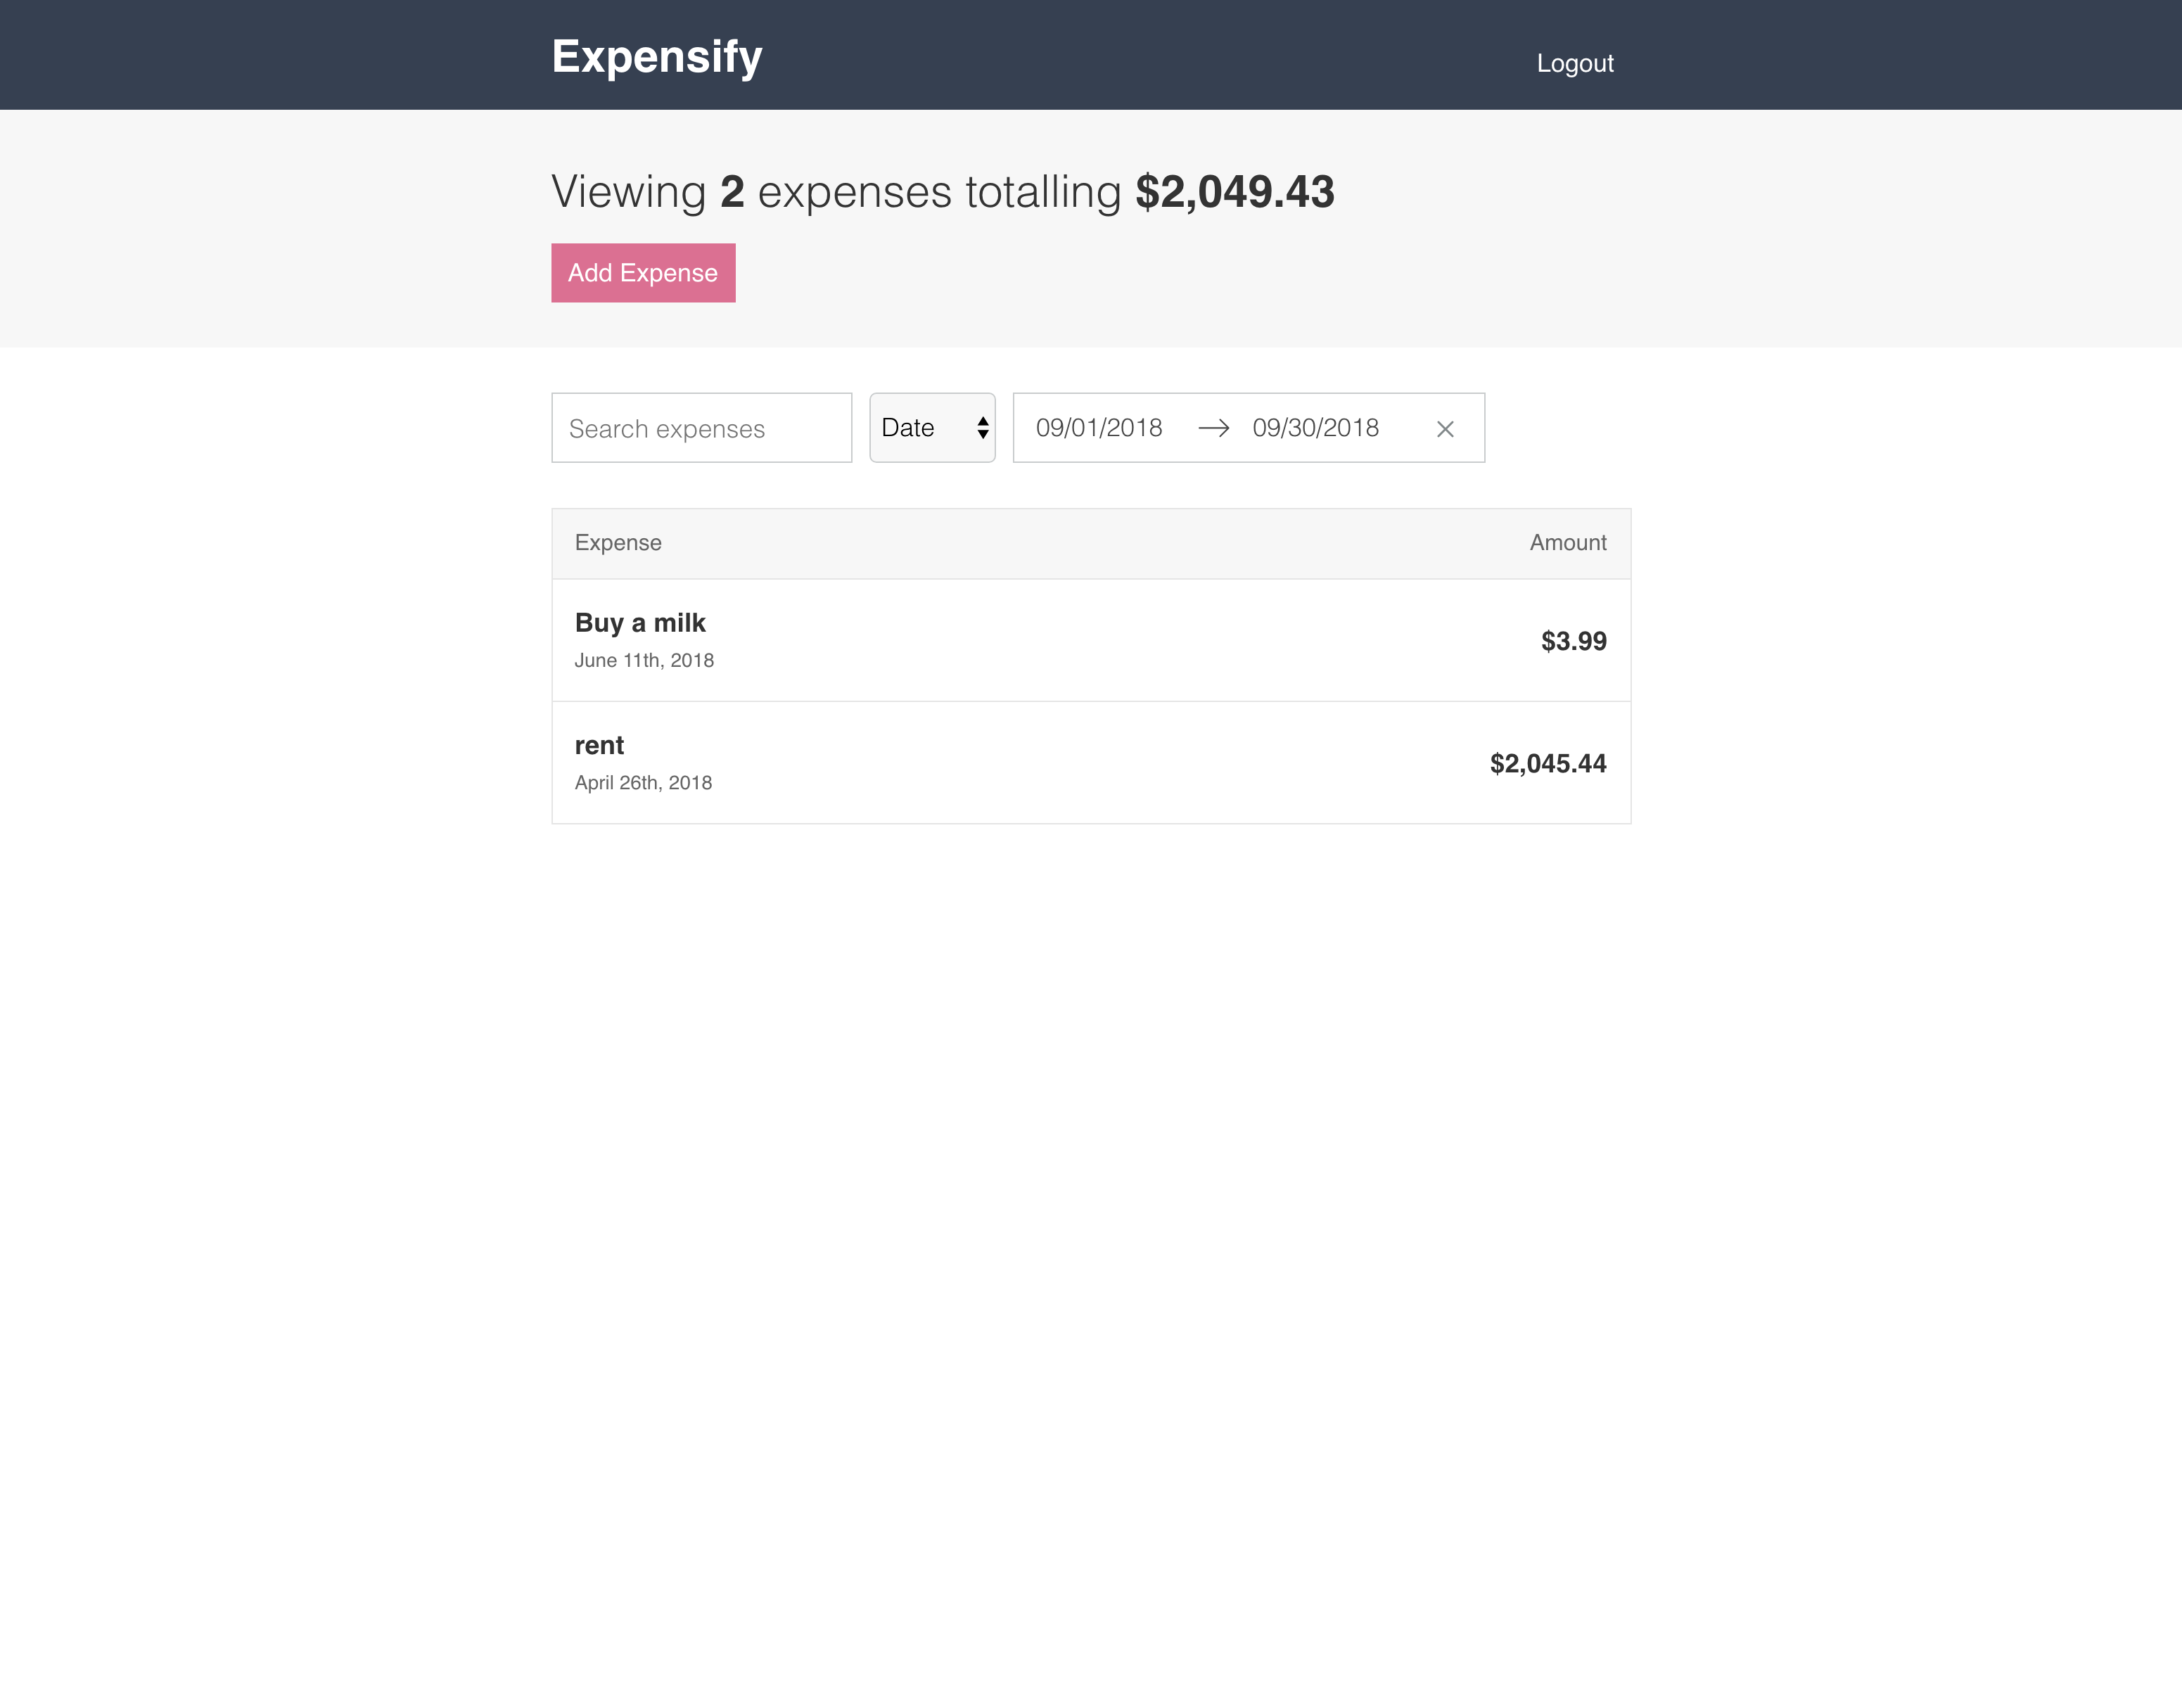 Expensify
Logout
Viewing 2 expenses totalling $2,049.43
Add Expense
Search expenses
Date
09/01/2018
09/30/2018
Expense Amount
Buy a milk
June 11th, 2018
$3.99
rent
April 26th, 2018
$2,045.44